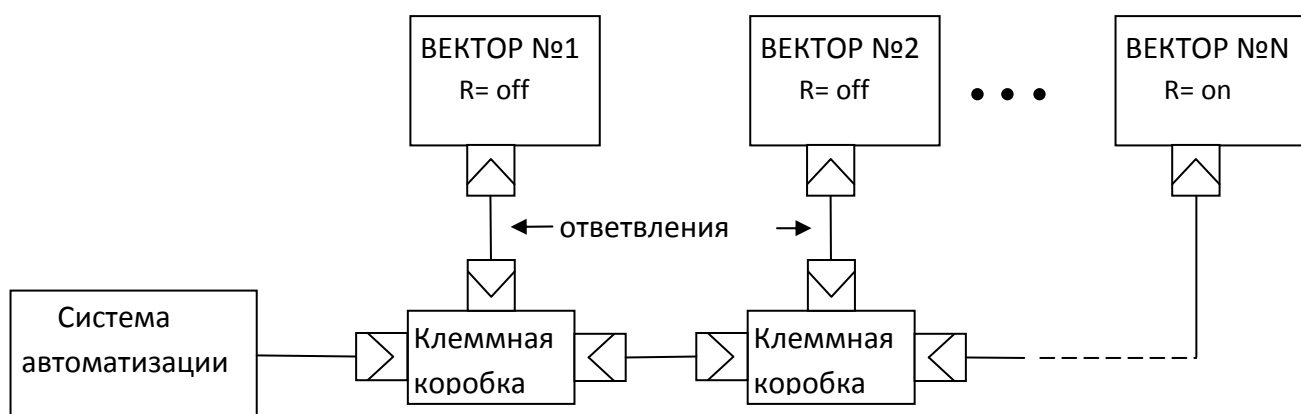 ВЕКТОР №1
R= off
ВЕКТОР №2
R= off
ВЕКТОР №N
R= on
ответвления
Система
автоматизации
Клеммная
коробка
Клеммная
коробка